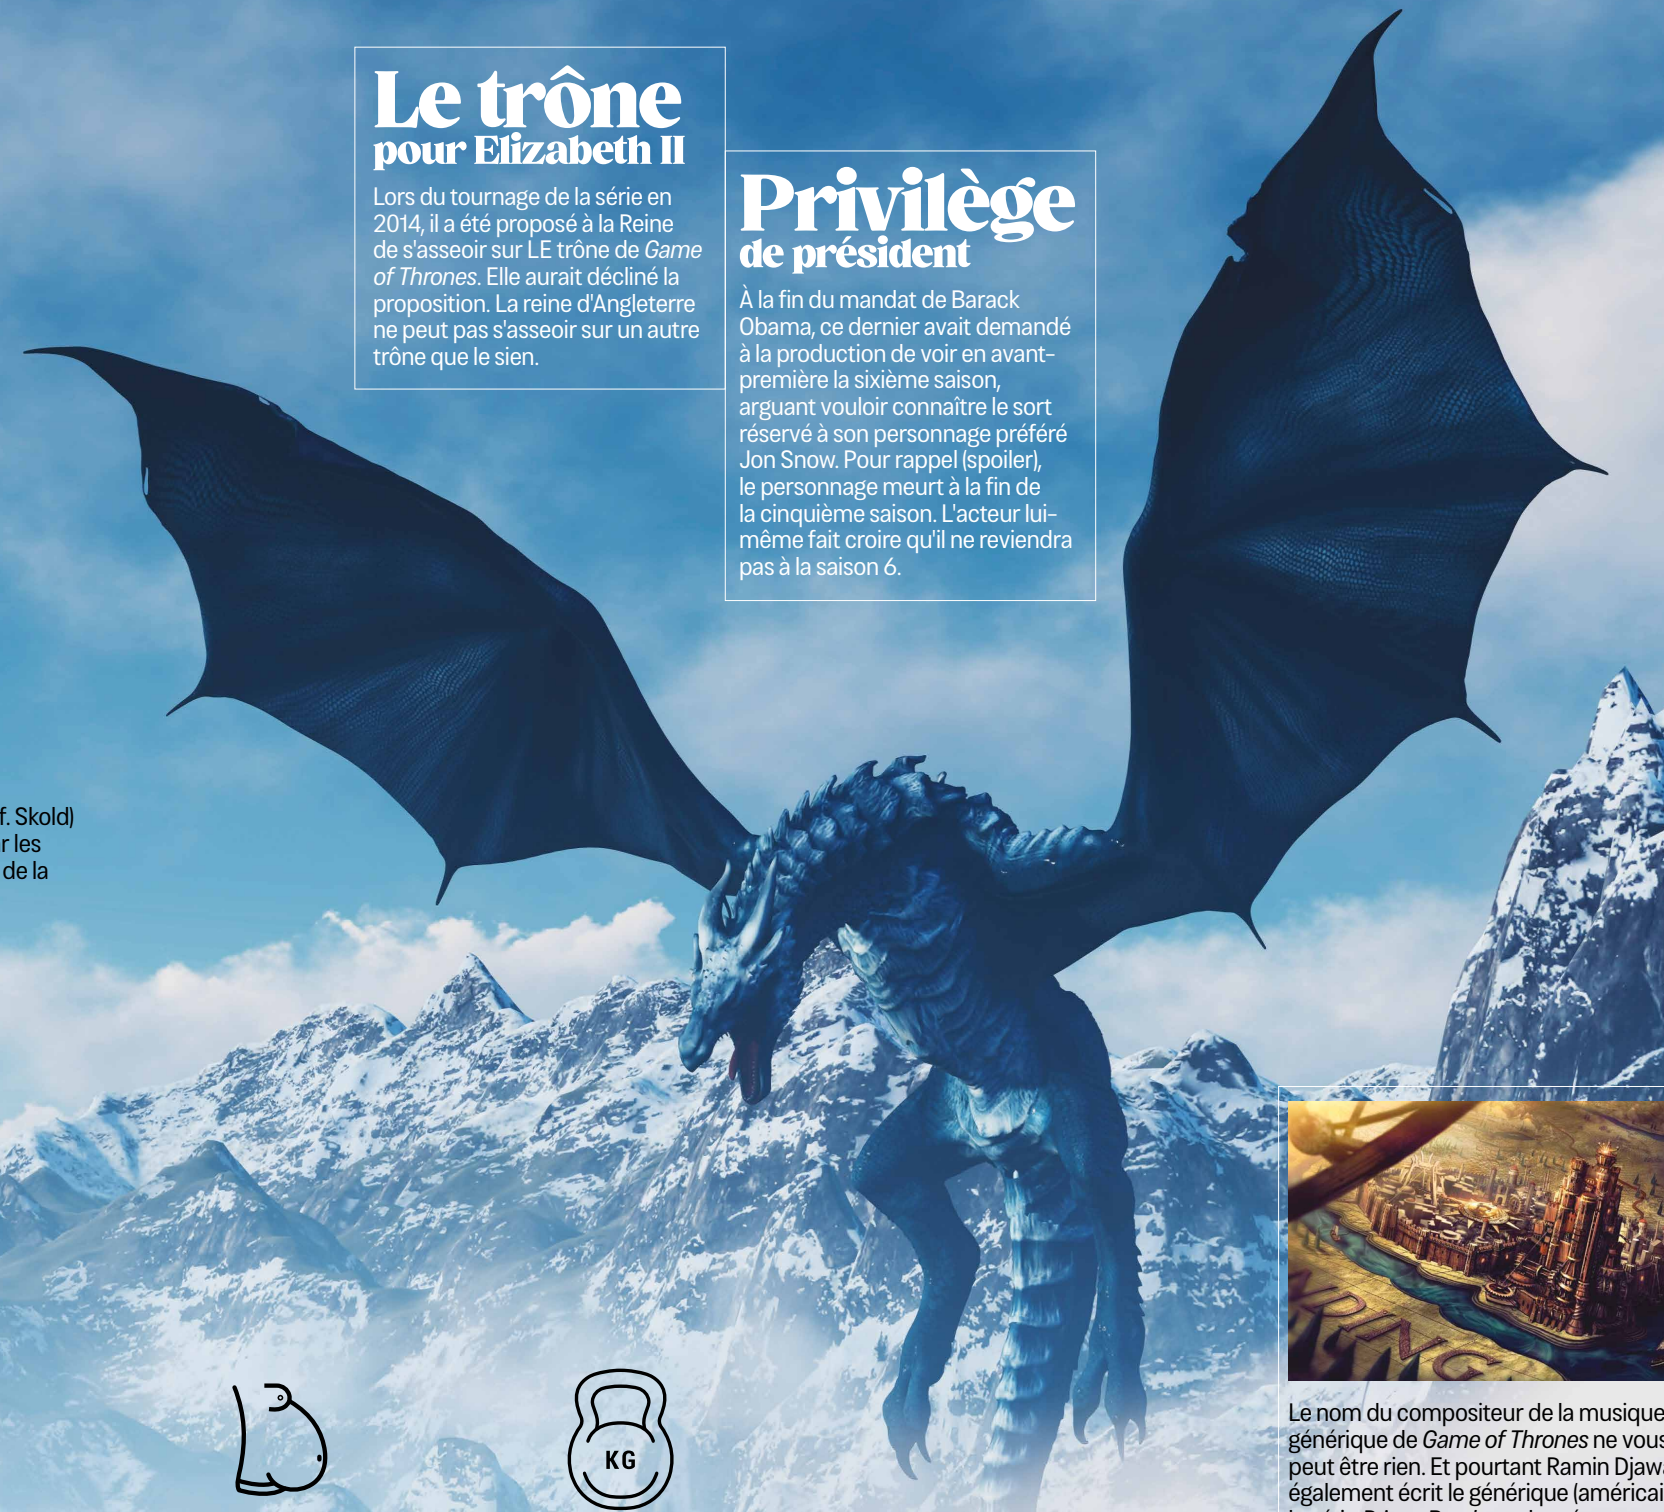 Le trône
pour Elizabeth II
Lors du tournage de la série en
2014, il a été proposé à la Reine
de s'asseoir sur LE trône de Game
of Thrones. Elle aurait décliné la
proposition. La reine d'Angleterre
ne peut pas s'asseoir sur un autre
trône que le sien.
Privilège
de président
À la fin du mandat de Barack
Obama, ce dernier avait demandé
à la production de voir en avant-
première la sixième saison,
arguant vouloir connaître le sort
réservé à son personnage préféré
Jon Snow. Pour rappel (spoiler),
le personnage meurt à la fin de
la cinquième saison. L'acteur lui-
même fait croire qu'il ne reviendra
pas à la saison 6.
f. Skold)
r les
de la
KG
Le nom du compositeur de la musique
générique de Game of Thrones ne vous
peut être rien. Et pourtant Ramin Djawa
également écrit le générique (américai